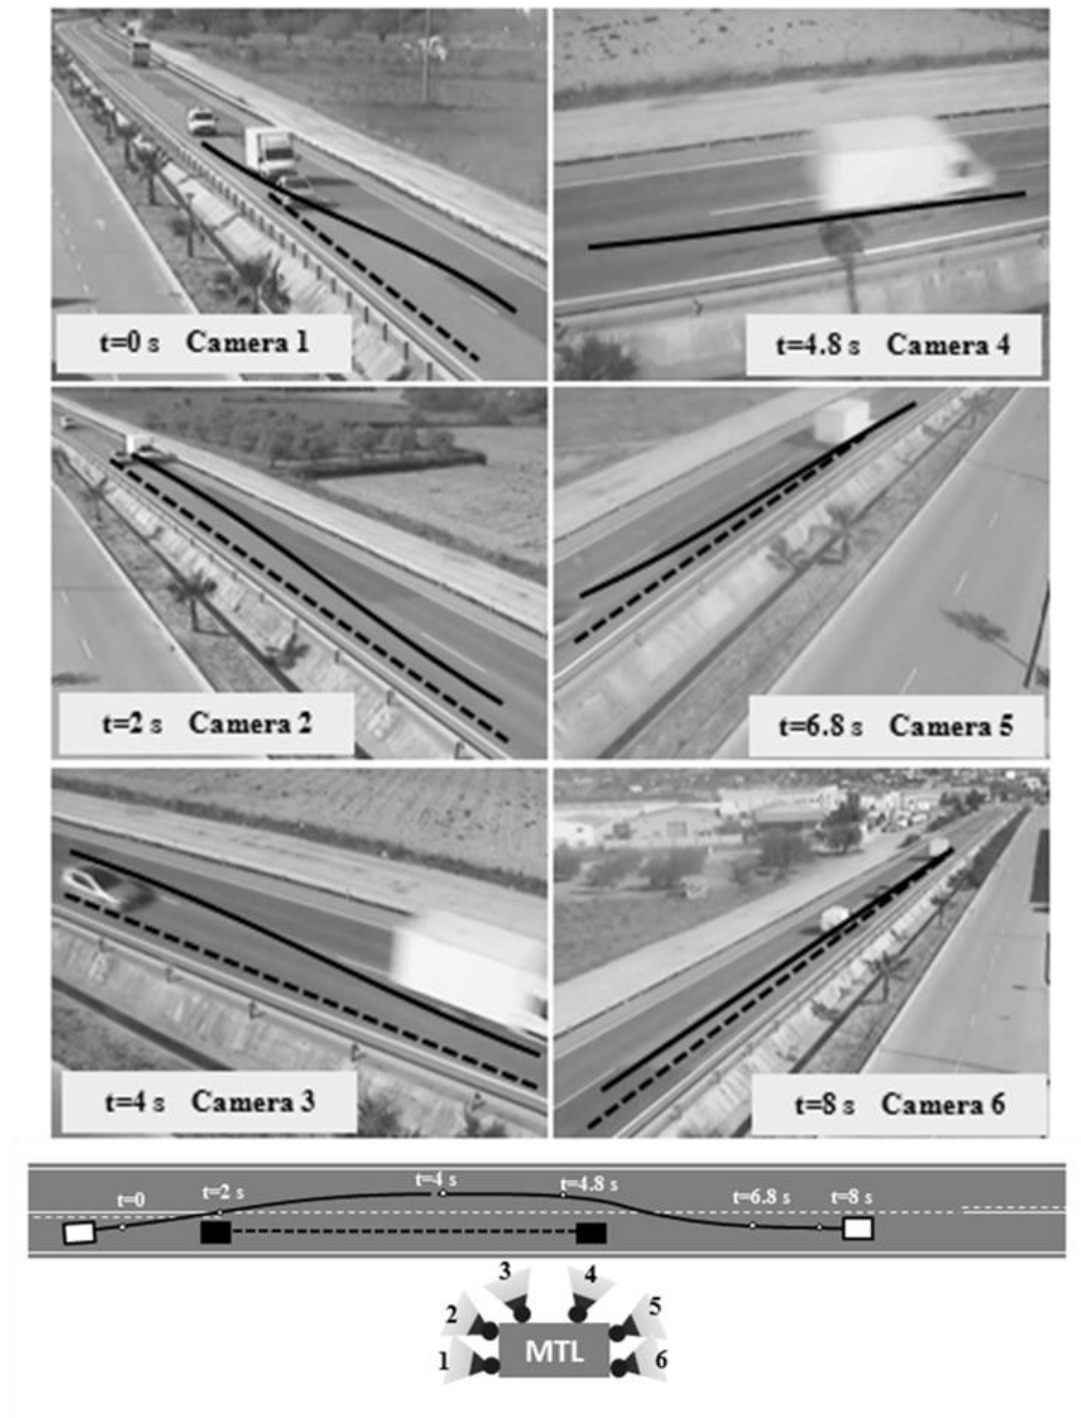 t=0 s Camera 1
t=4.8 s Camera 4
t=2 s Camera 2
t=6.8 s Camera 5
t=4 s Camera 3
t=8 s Camera 6
t=0
t=2 s
t=4 s
t=4.8 s
t=6.8 s
t=8 s
3
4
2
5
1
MTL
6